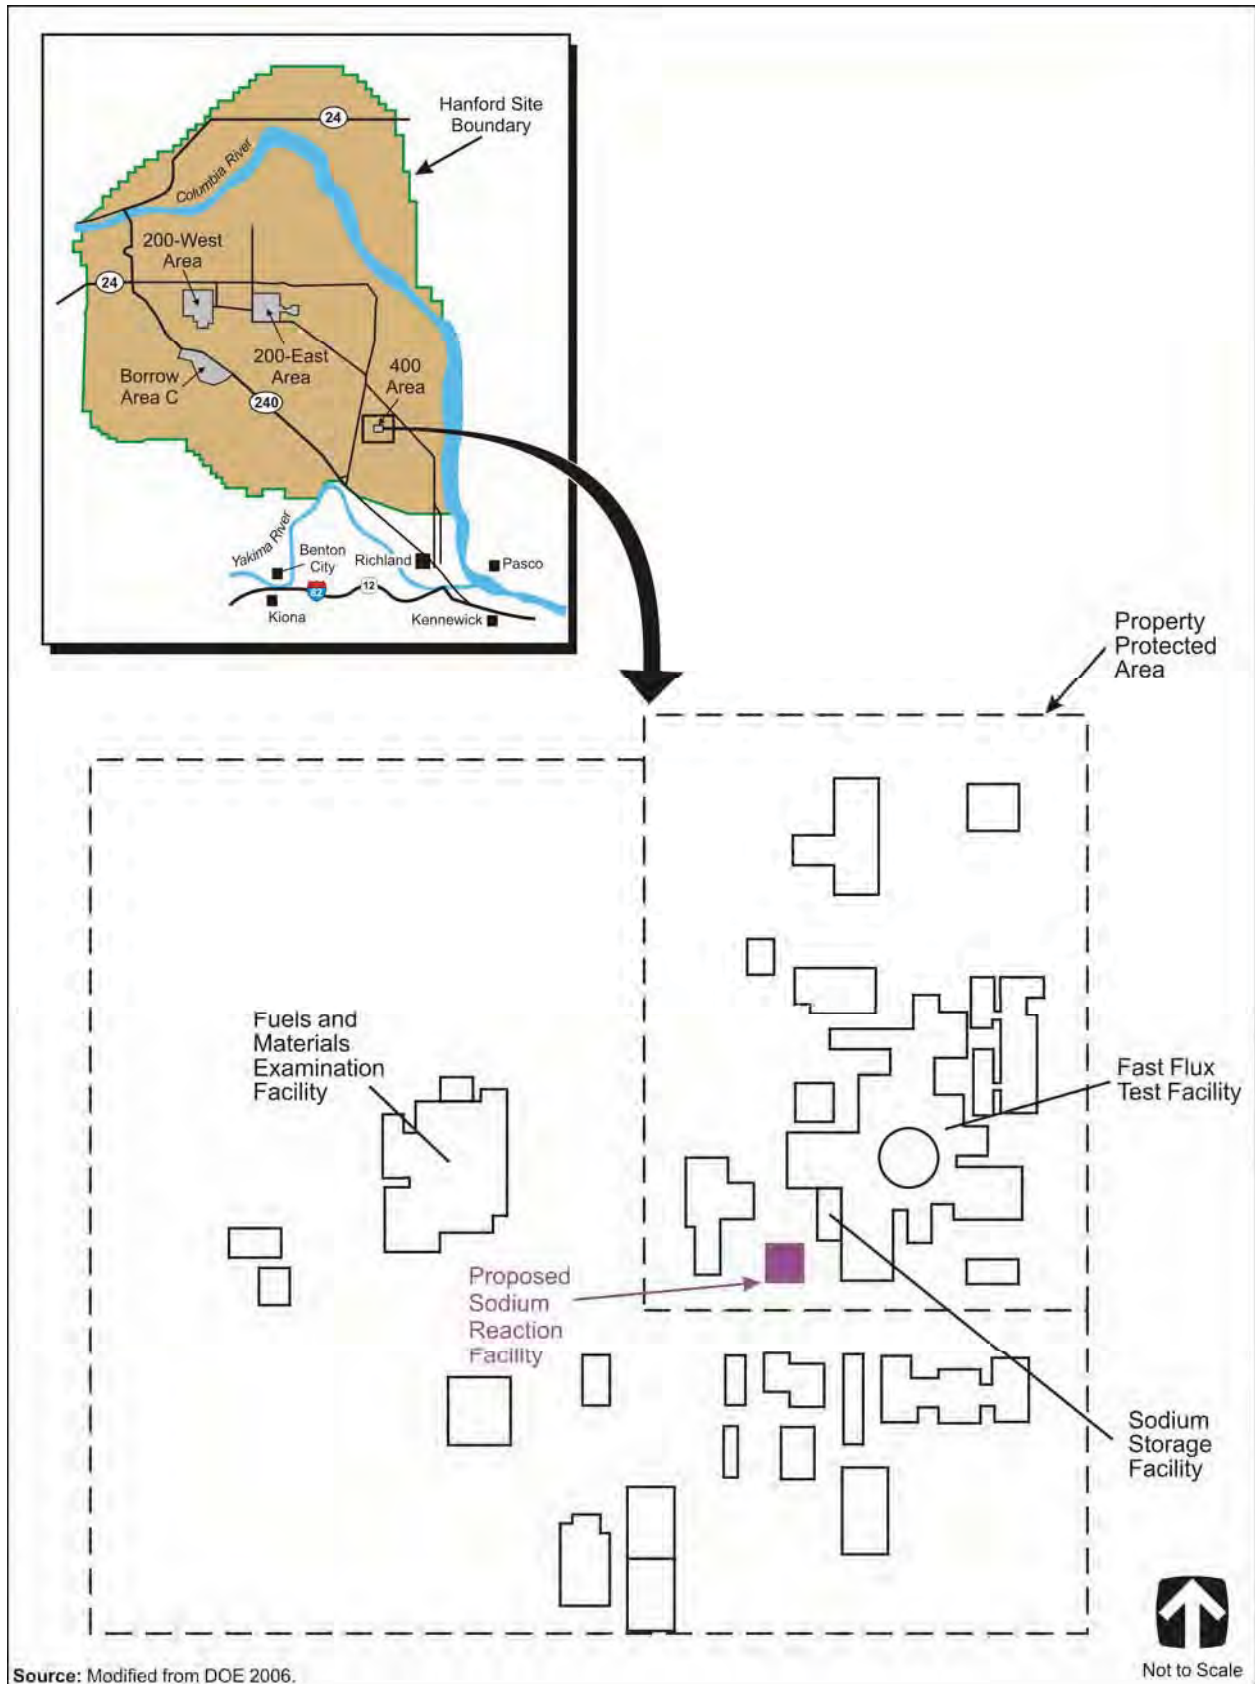 Hanford Site
Boundary
24
Columbia River
200-West
Area
24
200-East
Area
400
Area
Borrow
Area C
240
Yakima River
Benton
City
Richland
Pasco
82
12
Kiona
Kennewick
Property
Protected
Area
Fuels and
Materials
Examination
Facility
Fast Flux
Test Facility
Proposed
Sodium
Reaction
Facility
Sodium
Storage
Facility
Not to Scale
Source: Modified from DOE 2006.